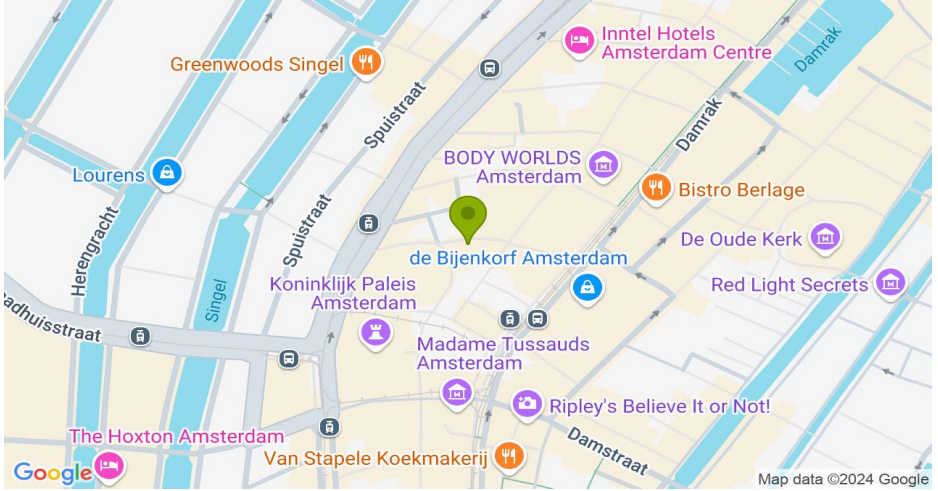 Inntel Hotels
Amsterdam Centre
Damrak
Greenwoods Singel
Spuistraat
Damrak
BODY WORLDS
Amsterdam
Lourens
Bistro Berlage
Herengracht
Spuistraat
De Oude Kerk
de Bijenkorf Amsterdam
Koninklijk Paleis
Amsterdam
Singel
Red Light Secrets
adhuisstraat
Madame Tussauds
Amsterdam
Ripley's Believe It or Not!
The Hoxton Amsterdam
Damstraat
Van Stapele Koekmakerij
Google
Map data ©2024 Google